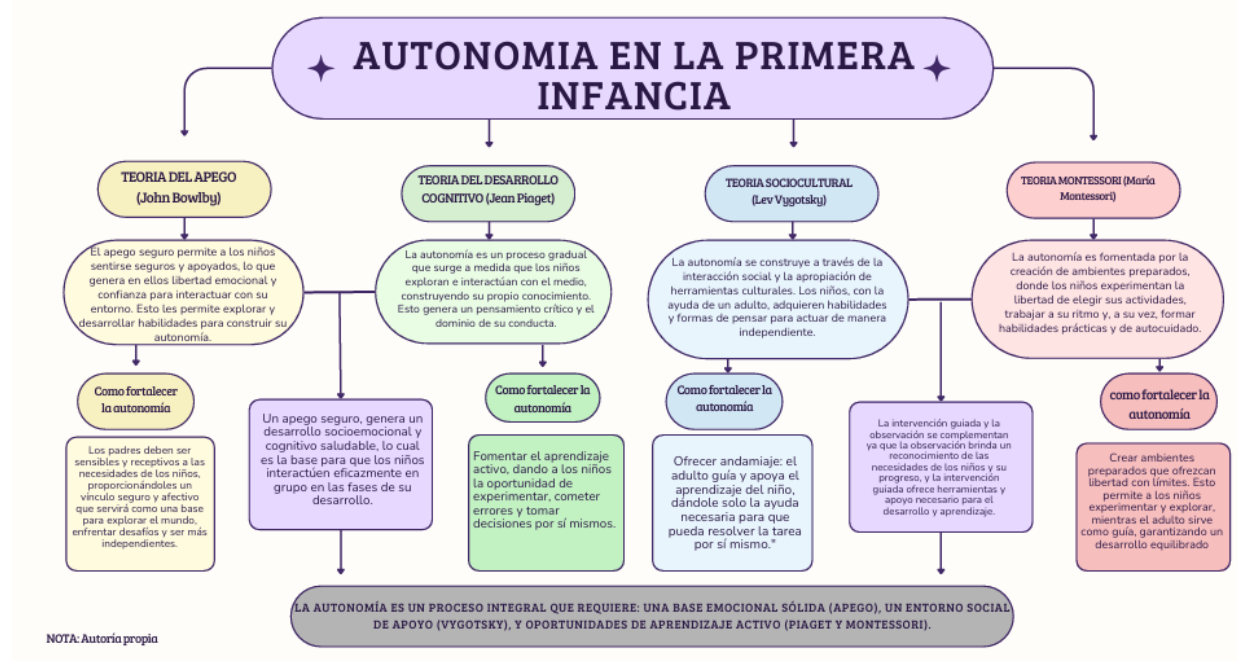 AUTONOMIA EN LA PRIMERA
INFANCIA
TEORIA DEL APEGO
(John Bowlby)
El apego seguro permite a los niños
sentirse seguros y apoyados, lo que
genera en ellos libertad emocional y
confianza para interactuar con su
entorno. Esto les permite explorar y
desarrollar habilidades para construir su
autonomía.
Como fortalecer
la autonomía
Los padres deben ser
sensibles y receptivos a las
necesidades de los niños,
proporcionándoles un
vínculo seguro y afectivo
que servirá como una base
para explorar el mundo,
enfrentar desafíos y ser más
independientes.
Un apego seguro, genera un
desarrollo socioemocional y
cognitivo saludable, lo cual
es la base para que los niños
interactúen eficazmente en
grupo en las fases de su
desarrollo.
TEORIA DEL DESARROLLO
COGNITIVO (Jean Piaget)
La autonomía es un proceso gradual
que surge a medida que los niños
exploran e interactúan con el medio,
construyendo su propio conocimiento.
Esto genera un pensamiento crítico y el
dominio de su conducta.
Como fortalecer la
autonomía
Fomentar el aprendizaje
activo, dando a los niños
la oportunidad de
experimentar, cometer
errores y tomar
decisiones por sí mismos.
TEORIA SOCIOCULTURAL
(Lev Vygotsky)
La autonomía se construye a través de la
interacción social y la apropiación de
herramientas culturales. Los niños, con la
ayuda de un adulto, adquieren habilidades
y formas de pensar para actuar de manera
independiente.
Como fortalecer la
autonomía
Ofrecer andamiaje: el
adulto guía y apoya el
aprendizaje del niño,
dándole solo la ayuda
necesaria para que
pueda resolver la tarea
por sí mismo."
La intervención guiada y la
observación se complementan
ya que la observación brinda un
reconocimiento de las
necesidades de los niños y su
progreso, y la intervención
guiada ofrece herramientas y
apoyo necesario para el
desarrollo y aprendizaje.
TEORIA MONTESSORI (María
Montessori)
La autonomía es fomentada por la
creación de ambientes preparados,
donde los niños experimentan la
libertad de elegir sus actividades,
trabajar a su ritmo y, a su vez, formar
habilidades prácticas y de autocuidado.
como fortalecer la
autonomía
Crear ambientes
preparados que ofrezcan
libertad con límites. Esto
permite a los niños
experimentar y explorar,
mientras el adulto sirve
como guía, garantizando un
desarrollo equilibrado
LA AUTONOMÍA ES UN PROCESO INTEGRAL QUE REQUIERE: UNA BASE EMOCIONAL SÓLIDA (APEGO), UN ENTORNO SOCIAL
DE APOYO (VYGOTSKY), Y OPORTUNIDADES DE APRENDIZAJE ACTIVO (PIAGET Y MONTESSORI).
NOTA: Autoría propia